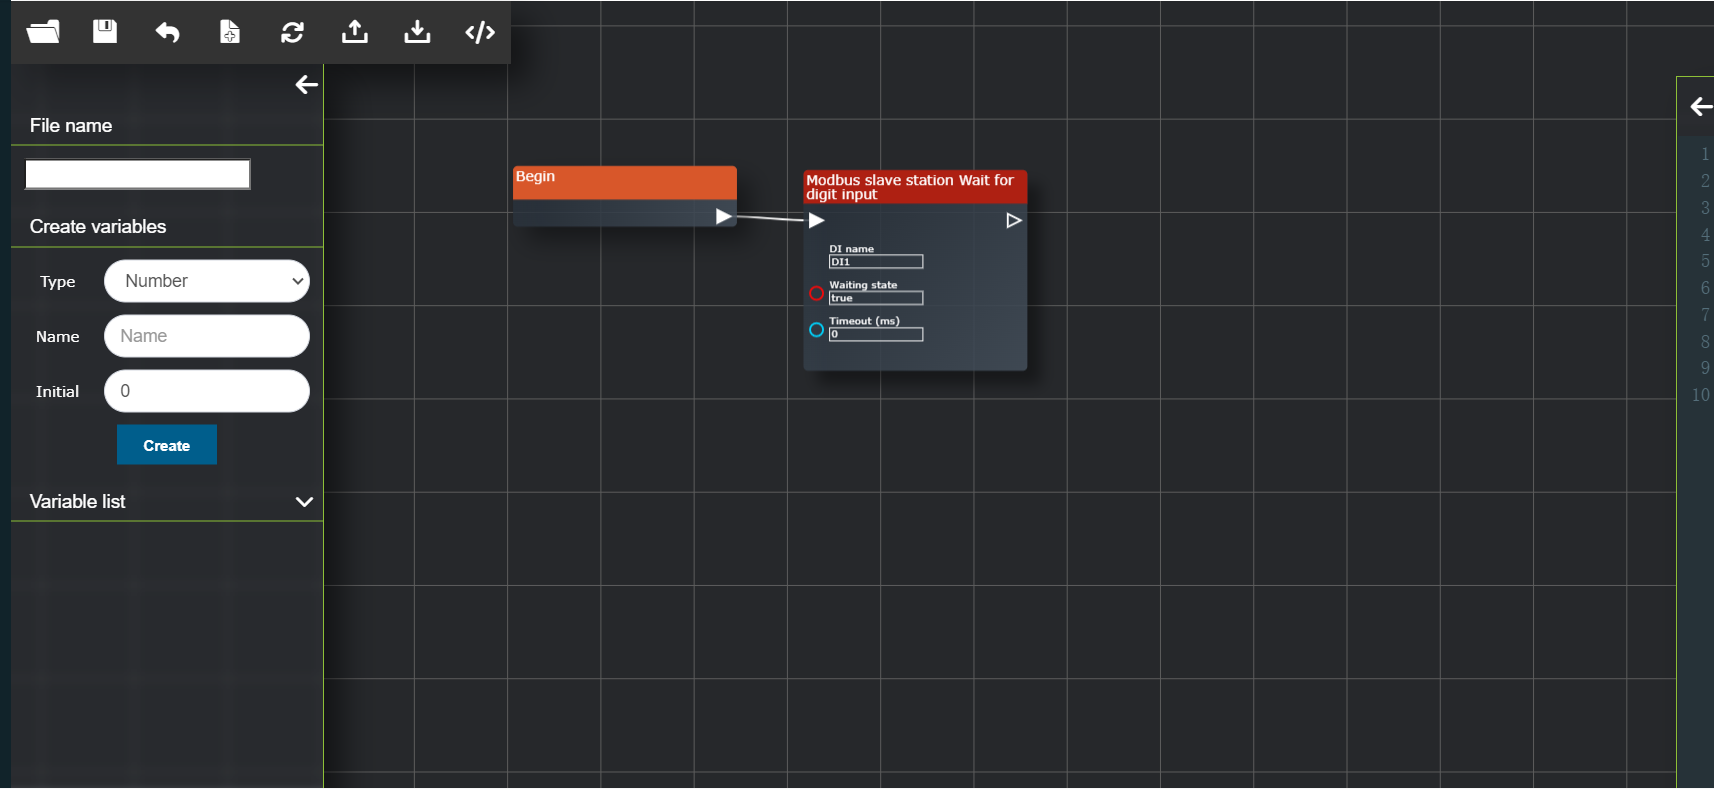 File name
Create variables
Type
Number
Name
Name
Initial
0
Create
Variable list
Begin
Modbus slave station Wait for
digit input
DI name
DI1
Waiting state
true
Timeout (ms)
0
1
2
3
4
5
6
7
8
9
10